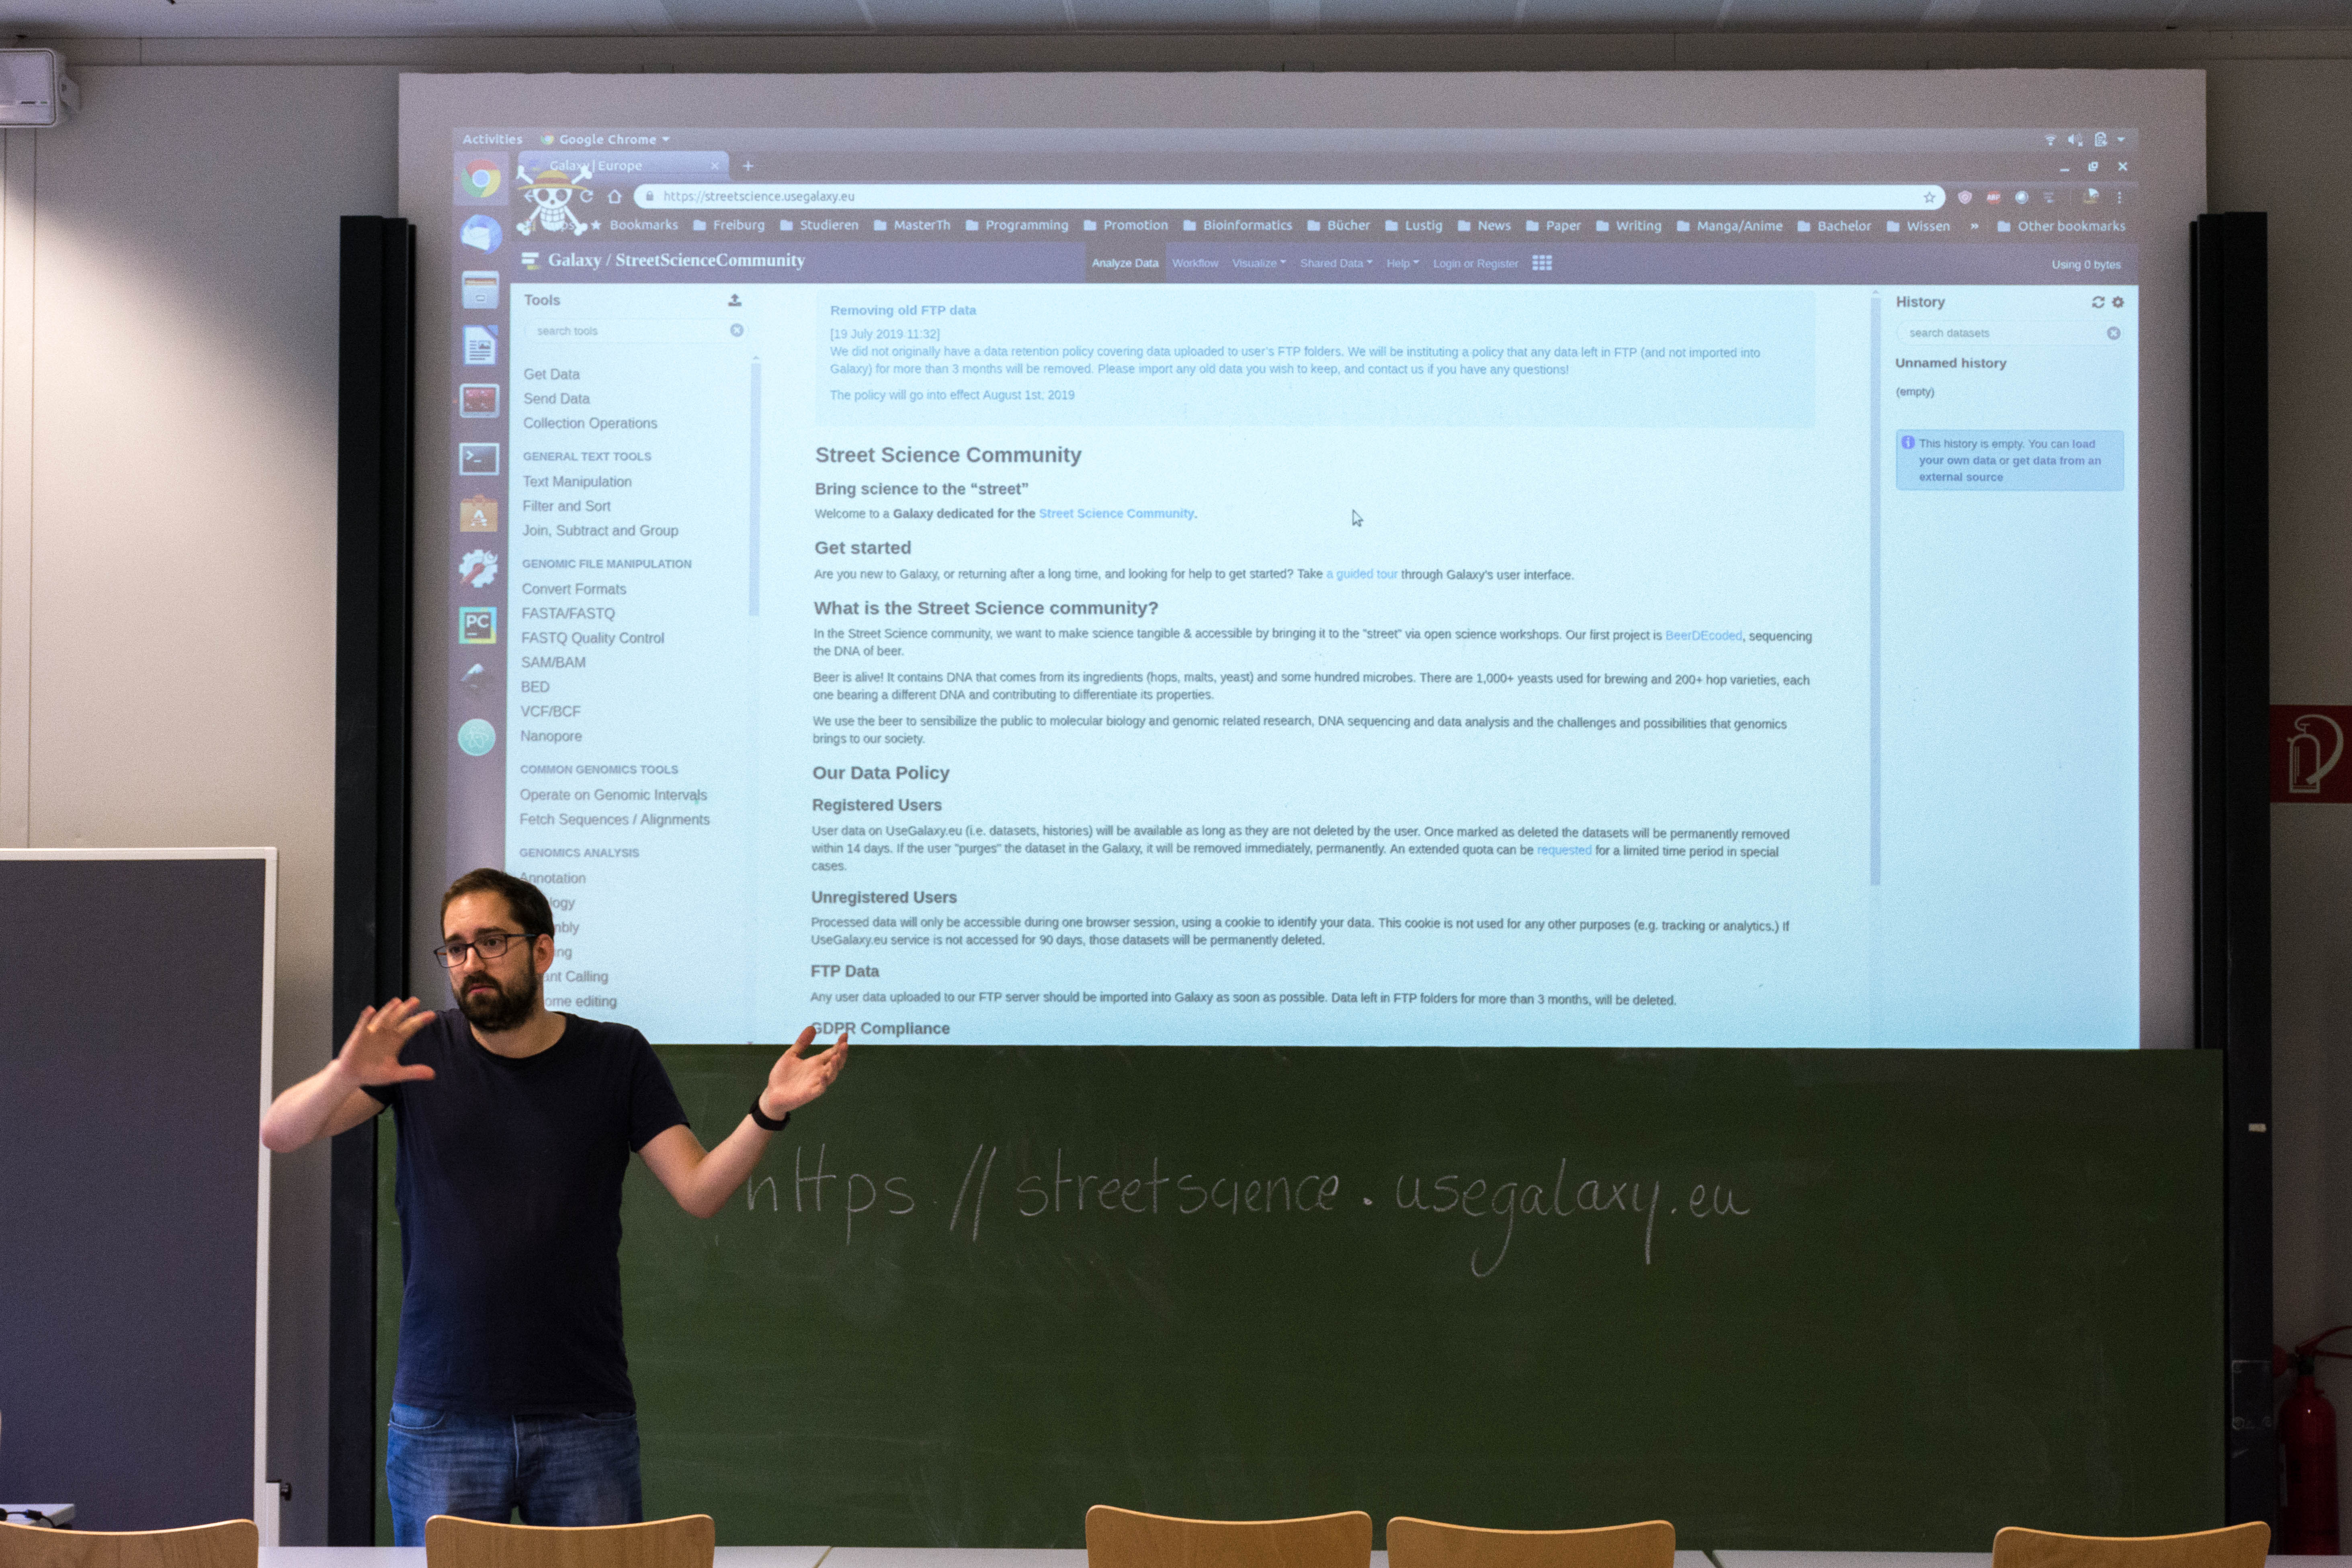 Activities Google Chrome
Galaxy | Europe
https://streetscience.usegalaxy.eu
Bookmarks Freiburg Studieren MasterTh Programming Promotion Bioinformatics Bücher Lustig News Paper Writing Manga/Anime Bachelor Wissen » Other bookmarks
Galaxy / StreetScienceCommunity
Analyze Data Workflow Visualize Shared Data Help Login or Register
Using 0 bytes
Tools
search tools
Get Data
Send Data
Collection Operations
GENERAL TEXT TOOLS
Text Manipulation
Filter and Sort
Join, Subtract and Group
GENOMIC FILE MANIPULATION
Convert Formats
FASTA/FASTQ
FASTQ Quality Control
SAM/BAM
BED
VCF/BCF
Nanopore
COMMON GENOMICS TOOLS
Operate on Genomic Intervals
Fetch Sequences / Alignments
GENOMICS ANALYSIS
Annotation
Calling
editing
Removing old FTP data
[19 July 2019 11:32]
We did not originally have a data retention policy covering data uploaded to user's FTP folders. We will be instituting a policy that any data left in FTP (and not imported into
Galaxy) for more than 3 months will be removed. Please import any old data you wish to keep, and contact us if you have any questions!
The policy will go into effect August 1st, 2019
Street Science Community
Bring science to the “street”
Welcome to a Galaxy dedicated for the Street Science Community.
Get started
Are you new to Galaxy, or returning after a long time, and looking for help to get started? Take a guided tour through Galaxy's user interface.
What is the Street Science community?
In the Street Science community, we want to make science tangible & accessible by bringing it to the "street" via open science workshops. Our first project is BeerDEcoded, sequencing
the DNA of beer.
Beer is alive! It contains DNA that comes from its ingredients (hops, malts, yeast) and some hundred microbes. There are 1,000+ yeasts used for brewing and 200+ hop varieties, each
one bearing a different DNA and contributing to differentiate its properties.
We use the beer to sensibilize the public to molecular biology and genomic related research, DNA sequencing and data analysis and the challenges and possibilities that genomics
brings to our society.
Our Data Policy
Registered Users
User data on UseGalaxy.eu (i.e. datasets, histories) will be available as long as they are not deleted by the user. Once marked as deleted the datasets will be permanently removed
within 14 days. If the user "purges" the dataset in the Galaxy, it will be removed immediately, permanently. An extended quota can be requested for a limited time period in special
cases.
Unregistered Users
Processed data will only be accessible during one browser session, using a cookie to identify your data. This cookie is not used for any other purposes (e.g. tracking or analytics.) If
UseGalaxy.eu service is not accessed for 90 days, those datasets will be permanently deleted.
FTP Data
Any user data uploaded to our FTP server should be imported into Galaxy as soon as possible. Data left in FTP folders for more than 3 months, will be deleted.
GDPR Compliance
History
search datasets
Unnamed history
(empty)
This history is empty. You can load
your own data or get data from an
external source
PC
https://streetscience.usegalaxy.eu